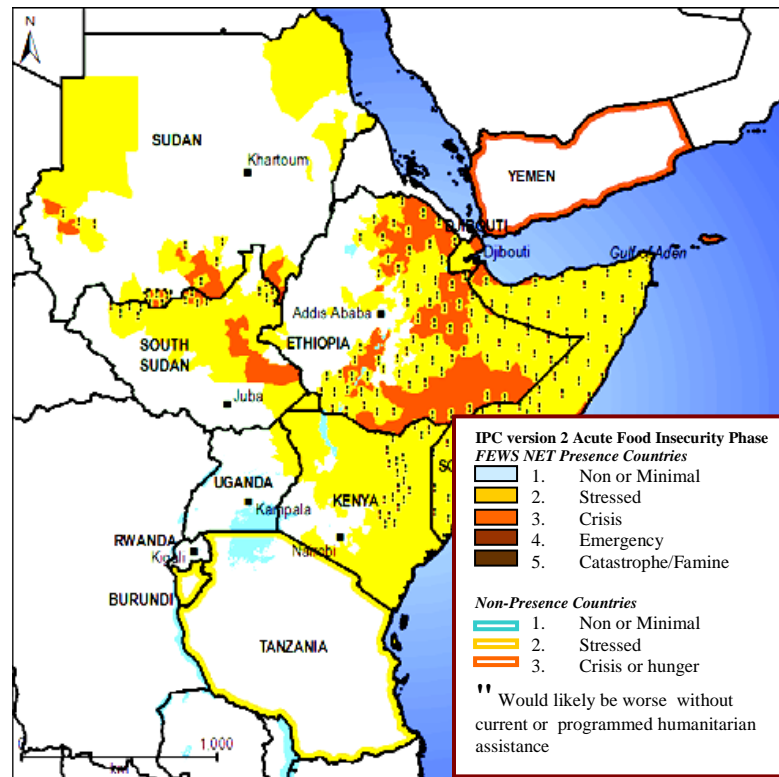 N
SUDAN
Khartoum
YEMEN
DJIBOUTI
Djibouti
Gulf of Aden
Addis Ababa
ETHIOPIA
SOUTH
SUDAN
Juba
SO
UGANDA
Kampala
KENYA
Nairobi
RWANDA
Kigali
BURUNDI
TANZANIA
0 1,000
km
IPC version 2 Acute Food Insecurity Phase
FEWS NET Presence Countries
1. Non or Minimal
2. Stressed
3. Crisis
4. Emergency
5. Catastrophe/Famine
Non-Presence Countries
1. Non or Minimal
2. Stressed
3. Crisis or hunger
" Would likely be worse without
current or programmed humanitarian
assistance